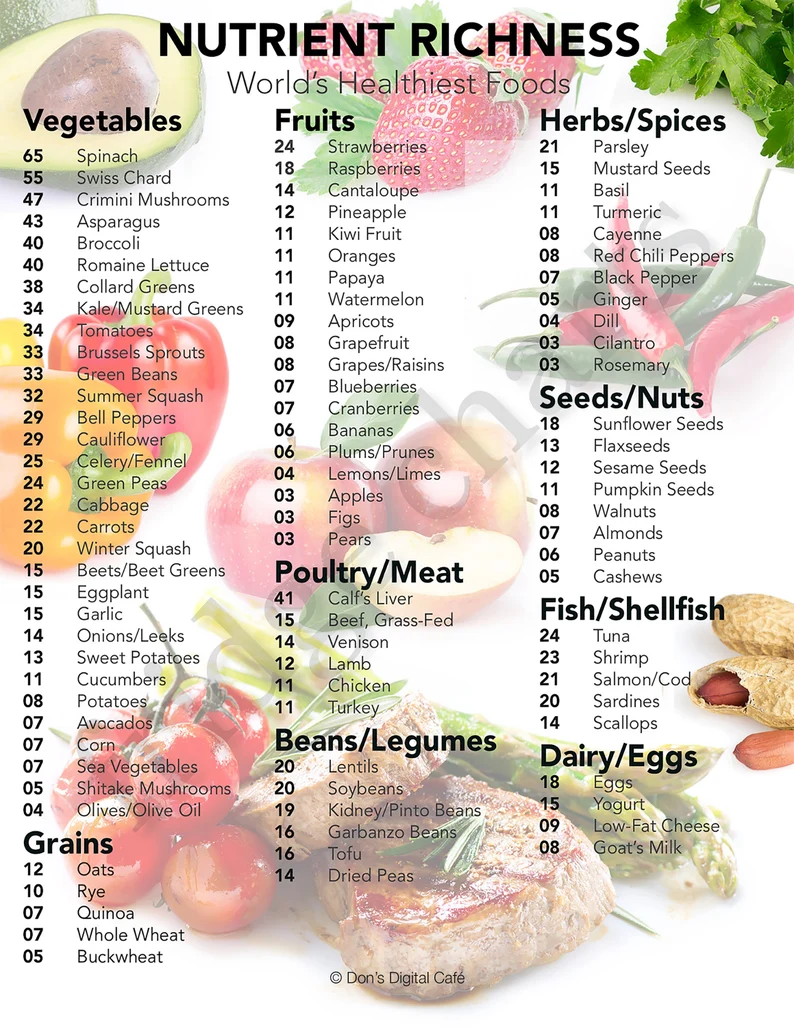 NUTRIENT RICHNESS
World's Healthiest Foods
Vegetables
65 Spinach
55 Swiss Chard
47 Crimini Mushrooms
43 Asparagus
40 Broccoli
40 Romaine Lettuce
38 Collard Greens
34 Kale/Mustard Greens
34 Tomatoes
33 Brussels Sprouts
33 Green Beans
32 Summer Squash
29 Bell Peppers
29 Cauliflower
25 Celery/Fennel
24 Green Peas
22 Cabbage
22 Carrots
20 Winter Squash
15 Beets/Beet Greens
15 Eggplant
15 Garlic
14 Onions/Leeks
13 Sweet Potatoes
11 Cucumbers
08 Potatoes
07 Avocados
07 Corn
07 Sea Vegetables
05 Shitake Mushrooms
04 Olives/Olive Oil
Grains
12 Oats
10 Rye
07 Quinoa
07 Whole Wheat
05 Buckwheat
Fruits
24 Strawberries
18 Raspberries
14 Cantaloupe
12 Pineapple
11 Kiwi Fruit
11 Oranges
11 Papaya
11 Watermelon
09 Apricots
08 Grapefruit
08 Grapes/Raisins
07 Blueberries
07 Cranberries
06 Bananas
06 Plums/Prunes
04 Lemons/Limes
03 Apples
03 Figs
03 Pears
Poultry/Meat
41 Calf's Liver
15 Beef, Grass-Fed
14 Venison
12 Lamb
11 Chicken
11 Turkey
Beans/Legumes
20 Lentils
20 Soybeans
19 Kidney/Pinto Beans
16 Garbanzo Beans
16 Tofu
14 Dried Peas
Herbs/Spices
21 Parsley
15 Mustard Seeds
11 Basil
11 Turmeric
08 Cayenne
08 Red Chili Peppers
07 Black Pepper
05 Ginger
04 Dill
03 Cilantro
03 Rosemary
Seeds/Nuts
18 Sunflower Seeds
13 Flaxseeds
12 Sesame Seeds
11 Pumpkin Seeds
08 Walnuts
07 Almonds
06 Peanuts
05 Cashews
Fish/Shellfish
24 Tuna
23 Shrimp
21 Salmon/Cod
20 Sardines
14 Scallops
Dairy/Eggs
18 Eggs
15 Yogurt
09 Low-Fat Cheese
08 Goat's Milk
© Don's Digital Café